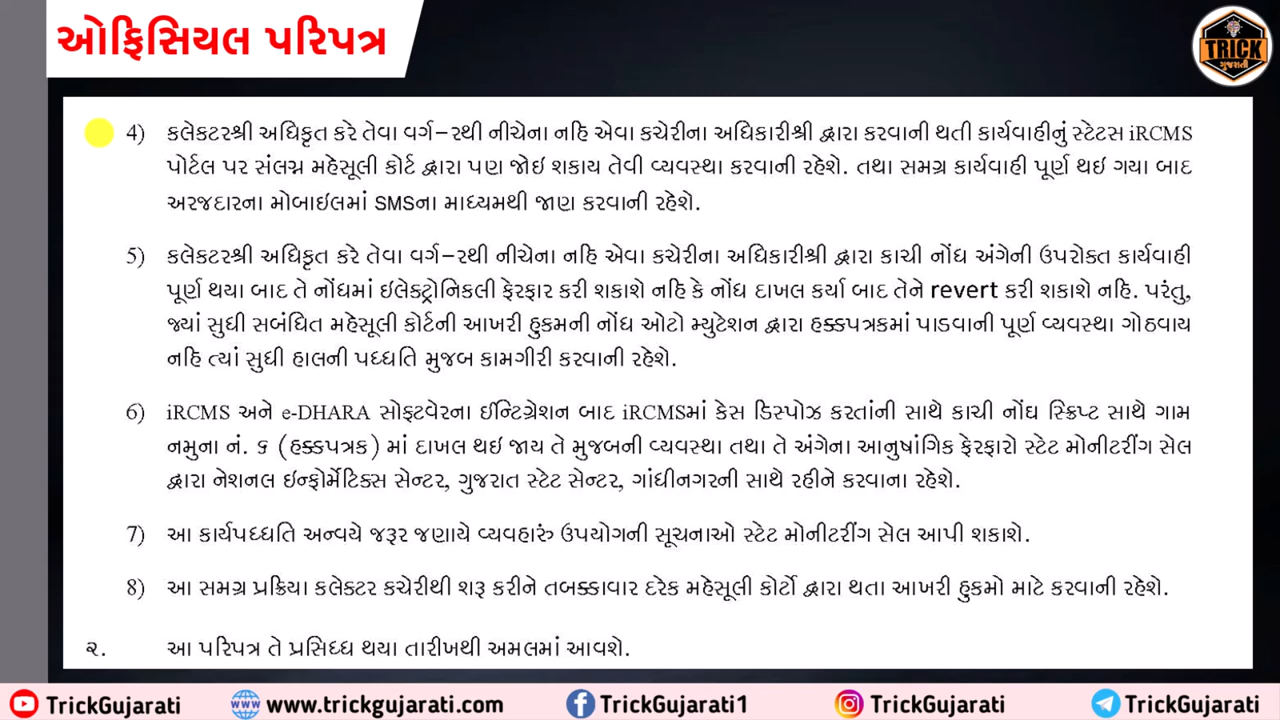 ઓફિસિયલ પરિપત્ર
TRICK
ગુજરાતી
4) કલેકટરશ્રી અધિકૃત કરે તેવા વર્ગ–૨થી નીચેના નહિ એવા કચેરીના અધિકારીશ્રી દ્વારા કરવાની થતી કાર્યવાહીનું સ્ટેટસ iRCMS
પોર્ટલ પર સંલગ્ન મહેસૂલી કોર્ટ દ્વારા પણ જોઇ શકાય તેવી વ્યવસ્થા કરવાની રહેશે. તથા સમગ્ર કાર્યવાહી પૂર્ણ થઇ ગયા બાદ
અરજદારના મોબાઇલમાં SMSના માધ્યમથી જાણ કરવાની રહેશે.
5) કલેકટરશ્રી અધિકૃત કરે તેવા વર્ગ–૨થી નીચેના નહિ એવા કચેરીના અધિકારીશ્રી દ્વારા કાચી નોંધ અંગેની ઉપરોક્ત કાર્યવાહી
પૂર્ણ થયા બાદ તે નોંધમાં ઇલેક્ટ્રોનિકલી ફેરફાર કરી શકાશે નહિ કે નોંધ દાખલ કર્યા બાદ તેને revert કરી શકાશે નહિ. પરંતુ,
જ્યાં સુધી સબંધિત મહેસૂલી કોર્ટની આખરી હુકમની નોંધ ઓટો મ્યુટેશન દ્વારા હક્કપત્રકમાં પાડવાની પૂર્ણ વ્યવસ્થા ગોઠવાય
નહિ ત્યાં સુધી હાલની પધ્ધતિ મુજબ કામગીરી કરવાની રહેશે.
6) iRCMS અને e-DHARA સોફટવેરના ઈન્ટિગ્રેશન બાદ iRCMSમાં કેસ ડિસ્પોઝ કરતાંની સાથે કાચી નોંધ સ્ક્રિપ્ટ સાથે ગામ
નમુના નં. ૬ (હક્કપત્રક) માં દાખલ થઇ જાય તે મુજબની વ્યવસ્થા તથા તે અંગેના આનુષાંગિક ફેરફારો સ્ટેટ મોનીટરીંગ સેલ
દ્વારા નેશનલ ઇન્ફોર્મેટિક્સ સેન્ટર, ગુજરાત સ્ટેટ સેન્ટર, ગાંધીનગરની સાથે રહીને કરવાના રહેશે.
7) આ કાર્યપધ્ધતિ અન્વયે જરૂર જણાયે વ્યવહારું ઉપયોગની સૂચનાઓ સ્ટેટ મોનીટરીંગ સેલ આપી શકાશે.
8) આ સમગ્ર પ્રક્રિયા કલેક્ટર કચેરીથી શરૂ કરીને તબક્કાવાર દરેક મહેસૂલી કોર્ટો દ્વારા થતા આખરી હુકમો માટે કરવાની રહેશે.
૨. આ પરિપત્ર તે પ્રસિધ્ધ થયા તારીખથી અમલમાં આવશે.
TrickGujarati www.trickgujarati.com TrickGujarati1 TrickGujarati TrickGujarati